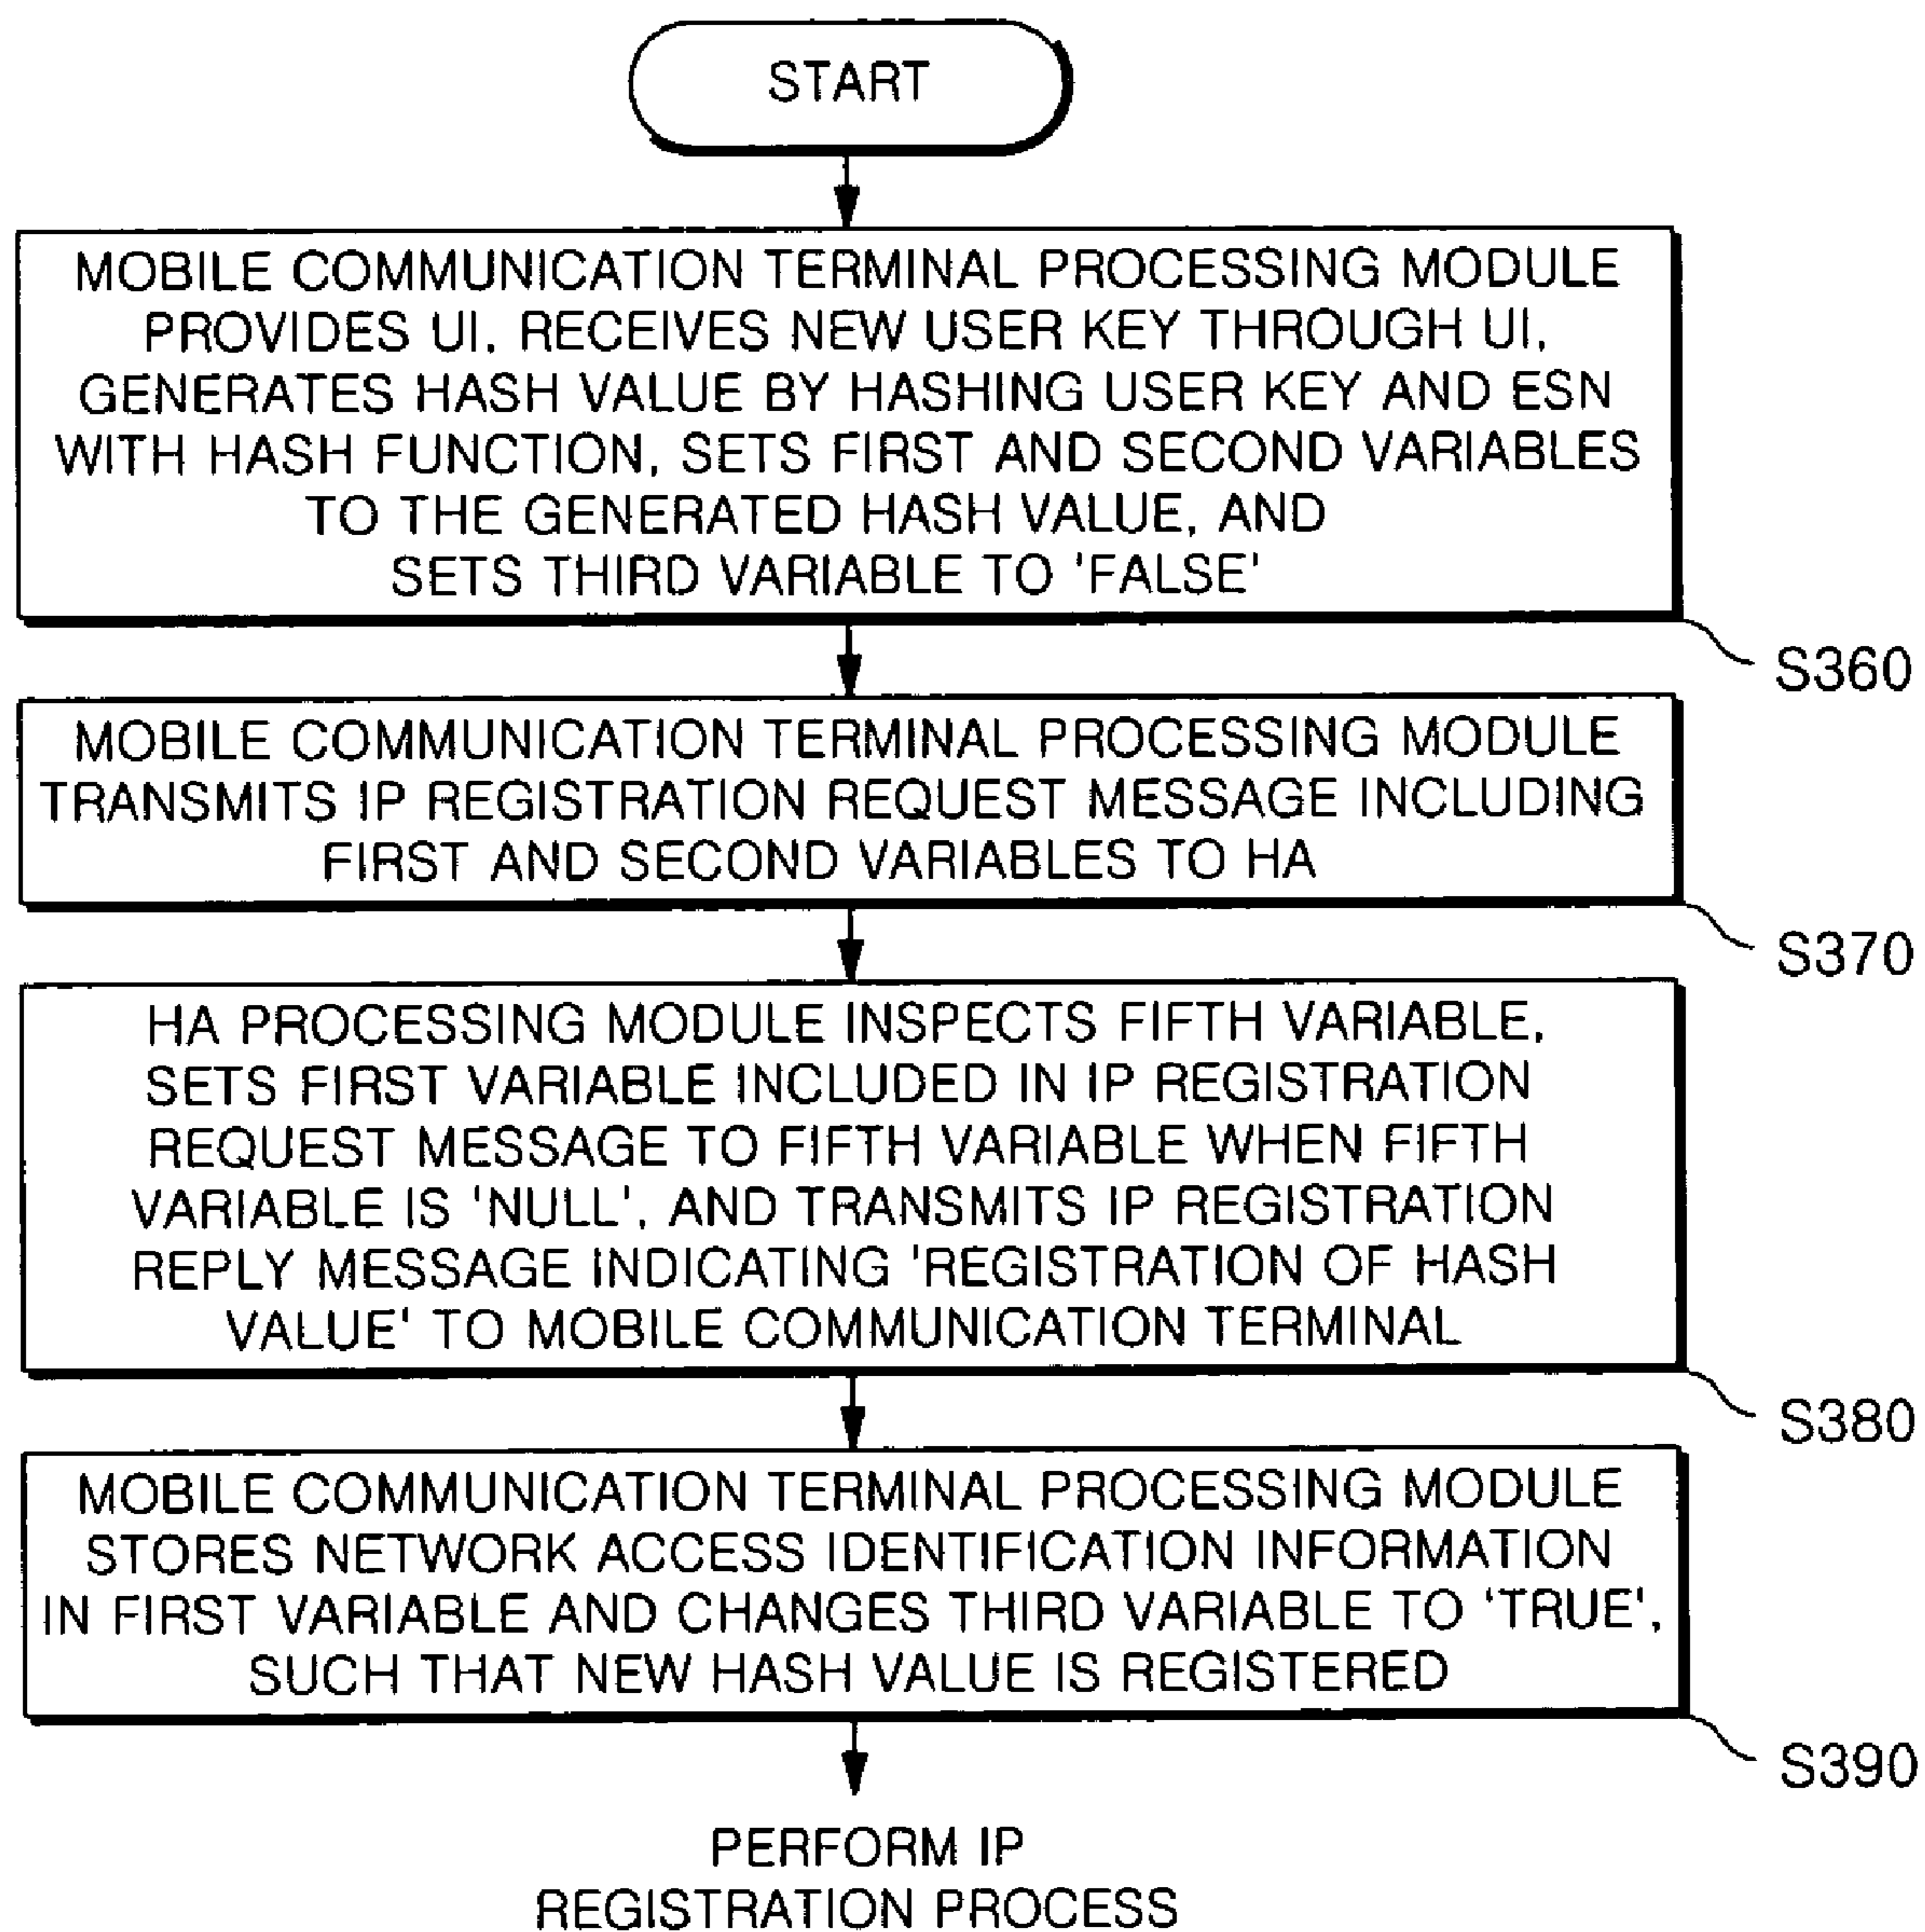 START
MOBILE COMMUNICATION TERMINAL PROCESSING MODULE
PROVIDES UI, RECEIVES NEW USER KEY THROUGH UI,
GENERATES HASH VALUE BY HASHING USER KEY AND ESN
WITH HASH FUNCTION, SETS FIRST AND SECOND VARIABLES
TO THE GENERATED HASH VALUE, AND
SETS THIRD VARIABLE TO 'FALSE'
S360
MOBILE COMMUNICATION TERMINAL PROCESSING MODULE
TRANSMITS IP REGISTRATION REQUEST MESSAGE INCLUDING
FIRST AND SECOND VARIABLES TO HA
S370
HA PROCESSING MODULE INSPECTS FIFTH VARIABLE,
SETS FIRST VARIABLE INCLUDED IN IP REGISTRATION
REQUEST MESSAGE TO FIFTH VARIABLE WHEN FIFTH
VARIABLE IS 'NULL', AND TRANSMITS IP REGISTRATION
REPLY MESSAGE INDICATING 'REGISTRATION OF HASH
VALUE' TO MOBILE COMMUNICATION TERMINAL
S380
MOBILE COMMUNICATION TERMINAL PROCESSING MODULE
STORES NETWORK ACCESS IDENTIFICATION INFORMATION
IN FIRST VARIABLE AND CHANGES THIRD VARIABLE TO 'TRUE',
SUCH THAT NEW HASH VALUE IS REGISTERED
S390
PERFORM IP
REGISTRATION PROCESS